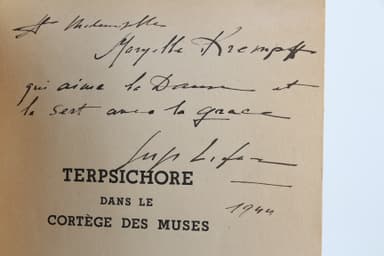 A Mademoiselle
Maryelle Krempff
qui aime la Danse et
la sert avec la grace
Serge Lifar
TERPSICHORE
DANS LE
CORTÈGE DES MUSES
1944